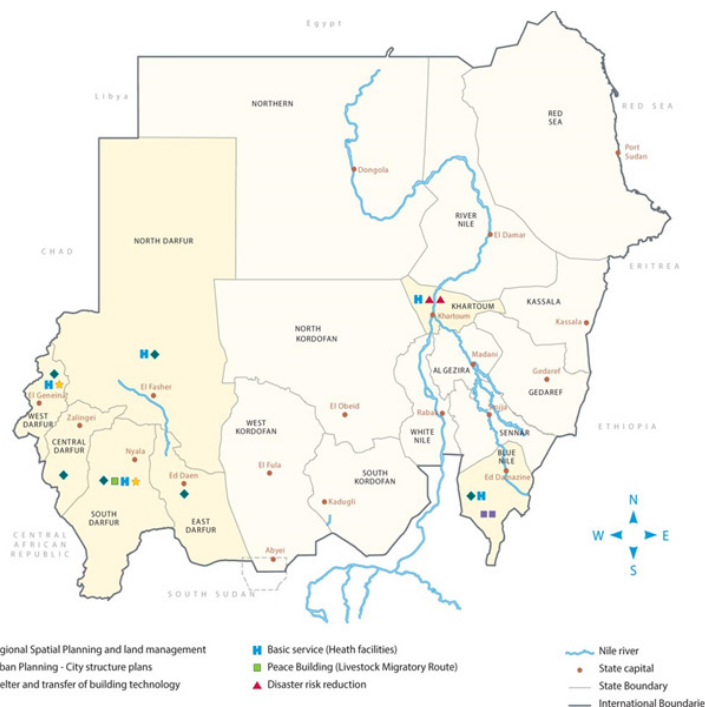 Egypt
Libya
NORTHERN
RED
SEA
RED SEA
Port
Sudan
Dongola
CHAD
NORTH DARFUR
RIVER
NILE
El Damar
ERITREA
KHARTOUM
Khartoum
KASSALA
Kassala
NORTH
KORDOFAN
Madani
ALGEZIRA
Gedaref
GEDAREF
El Fasher
El Geneina
WEST
DARFUR
Zalingei
CENTRAL
DARFUR
El Obeid
Rabak
WHITE
NILE
SENNAR
ETHIOPIA
WEST
KORDOFAN
Nyala
El Fula
Ed Daen
SOUTH
KORDOFAN
BLUE
NILE
Ed Damazine
Kadugli
SOUTH
DARFUR
EAST
DARFUR
CENTRAL
AFRICAN
REPUBLIC
Abyei
SOUTH SUDAN
N
W E
S
gional Spatial Planning and land management
ban Planning - City structure plans
elter and transfer of building technology
Basic service (Heath facilities)
Peace Building (Livestock Migratory Route)
Disaster risk reduction
Nile river
State capital
State Boundary
International Boundarie